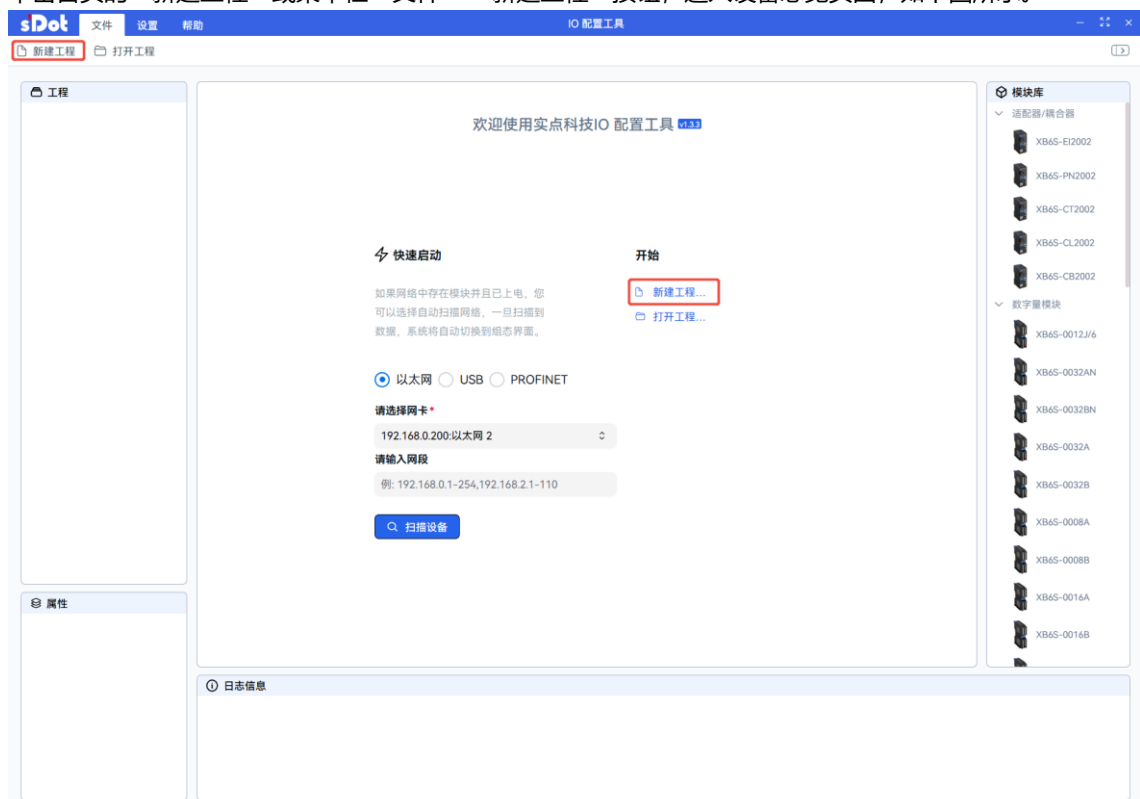 sDot 文件 设置 帮助 IO 配置工具
新建工程 打开工程
工程
欢迎使用实点科技IO 配置工具 v1.3.3
快速启动
如果网络中存在模块并且已上电，您
可以选择自动扫描网络，一旦扫描到
数据，系统将自动切换到组态界面。
以太网 USB PROFINET
请选择网卡*
192.168.0.200:以太网 2
请输入网段
例: 192.168.0.1-254,192.168.2.1-110
扫描设备
开始
新建工程...
打开工程...
模块库
适配器/耦合器
XB6S-EI2002
XB6S-PN2002
XB6S-CT2002
XB6S-CL2002
XB6S-CB2002
数字量模块
XB6S-0012J/6
XB6S-0032AN
XB6S-0032BN
XB6S-0032A
XB6S-0032B
XB6S-0008A
XB6S-0008B
XB6S-0016A
XB6S-0016B
属性
日志信息